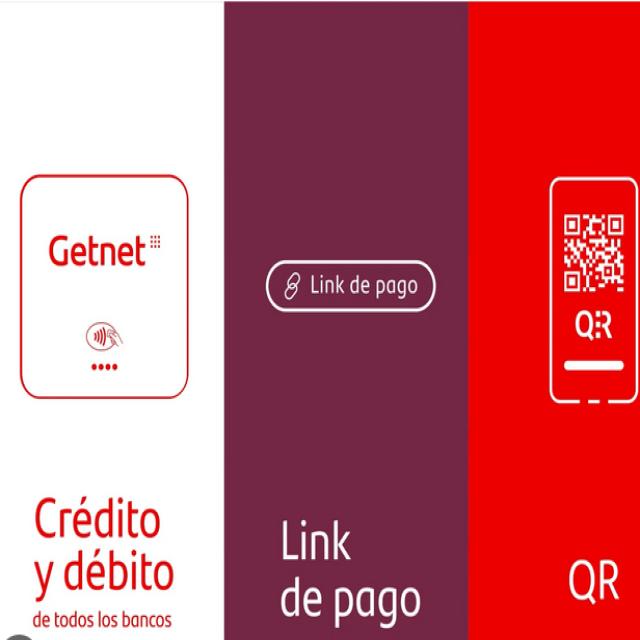 Getnet
Crédito
y débito
de todos los bancos
Link de pago
Link
de pago
QR
QR